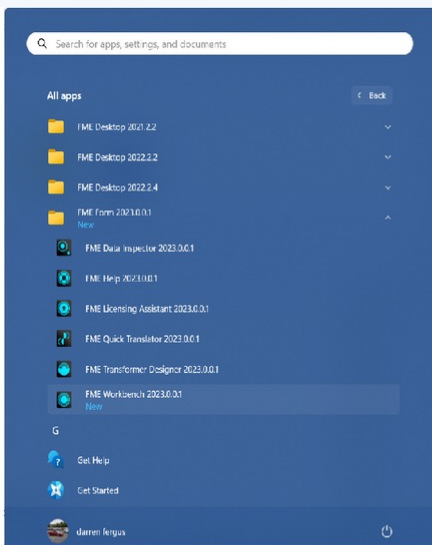 Search for apps, settings, and documents
All apps
Back
FME Desktop 2021.2.2
FME Desktop 2022.2.2
FME Desktop 2022.2.4
FME Form 2023.0.0.1
New
FME Data Inspector 2023.0.0.1
FME Help 2023.0.0.1
FME Licensing Assistant 2023.0.0.1
FME Quick Translator 2023.0.0.1
FME Transformer Designer 2023.0.0.1
FME Workbench 2023.0.0.1
New
G
Get Help
Get Started
darren fergus